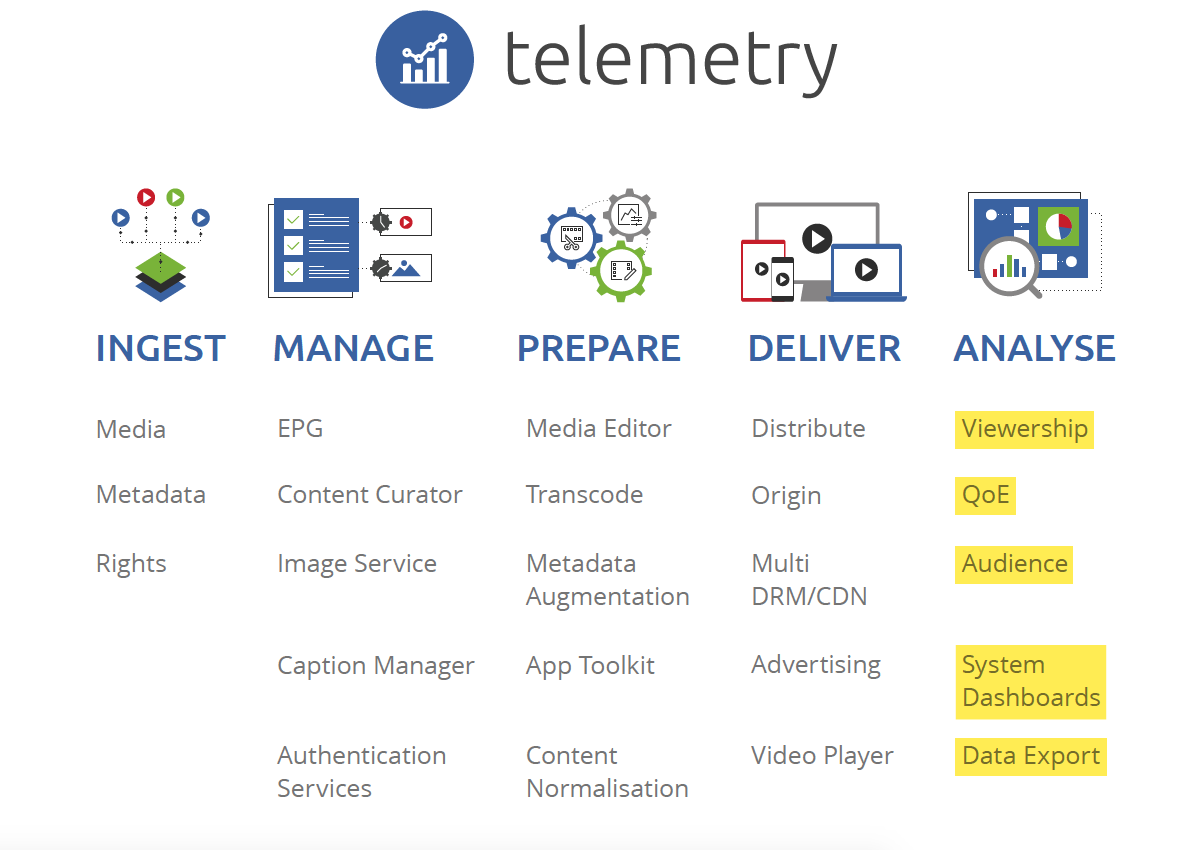 telemetry
INGEST
MANAGE
PREPARE
DELIVER
ANALYSE
Media
EPG
Media Editor
Distribute
Viewership
Metadata
Content Curator
Transcode
Origin
QoE
Rights
Image Service
Metadata
Augmentation
Multi
DRM/CDN
Audience
Caption Manager
App Toolkit
Advertising
System
Dashboards
Authentication
Services
Content
Normalisation
Video Player
Data Export